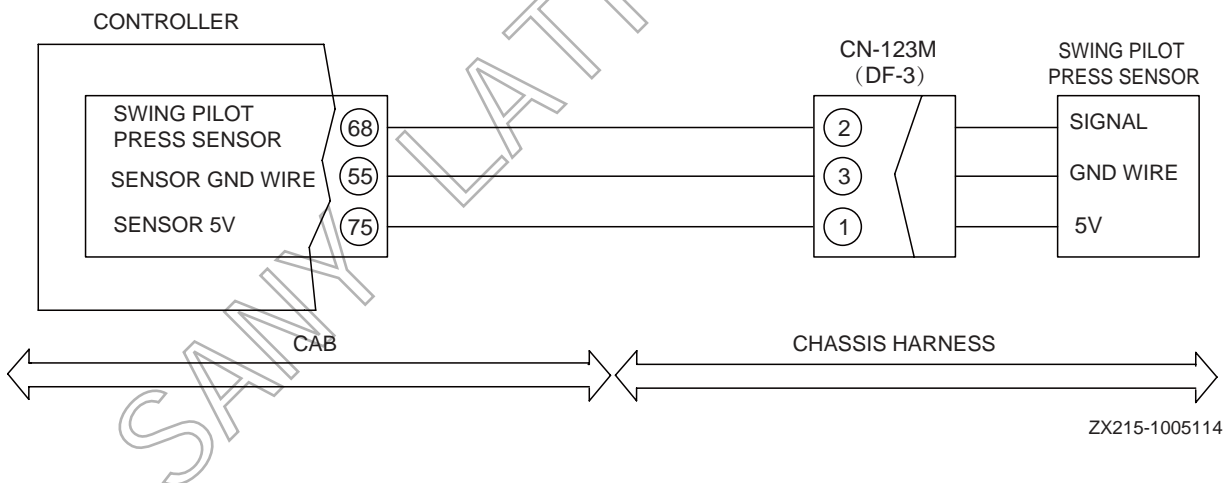 CONTROLLER
SWING PILOT
PRESS SENSOR
68
SENSOR GND WIRE
55
SENSOR 5V
75
CN-123M
（DF-3）
2
3
1
SWING PILOT
PRESS SENSOR
SIGNAL
GND WIRE
5V
CAB
CHASSIS HARNESS
ZX215-1005114
SANY LAT